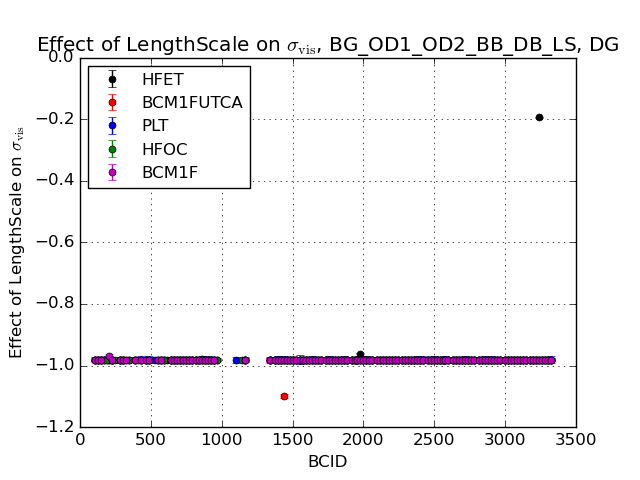 Effect of LengthScale on σvis, BG_OD1_OD2_BB_DB_LS, DG
0.0
HFET
BCM1FUTCA
PLT
HFOC
BCM1F
−0.2
−0.4
−0.6
−0.8
−1.0
−1.2
Effect of LengthScale on σvis
0 500 1000 1500 2000 2500 3000 3500
BCID